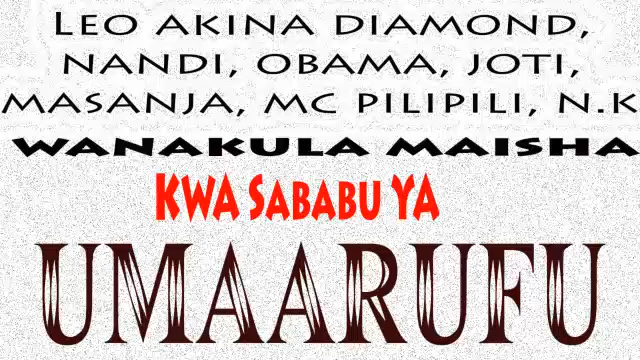 LEO AKINA DIAMOND,
NANDI, OBAMA, JOTI,
MASANJA, MC PILIPILI, N.K
WANAKULA MAISHA
KWA SABABU YA
UMAARUFU